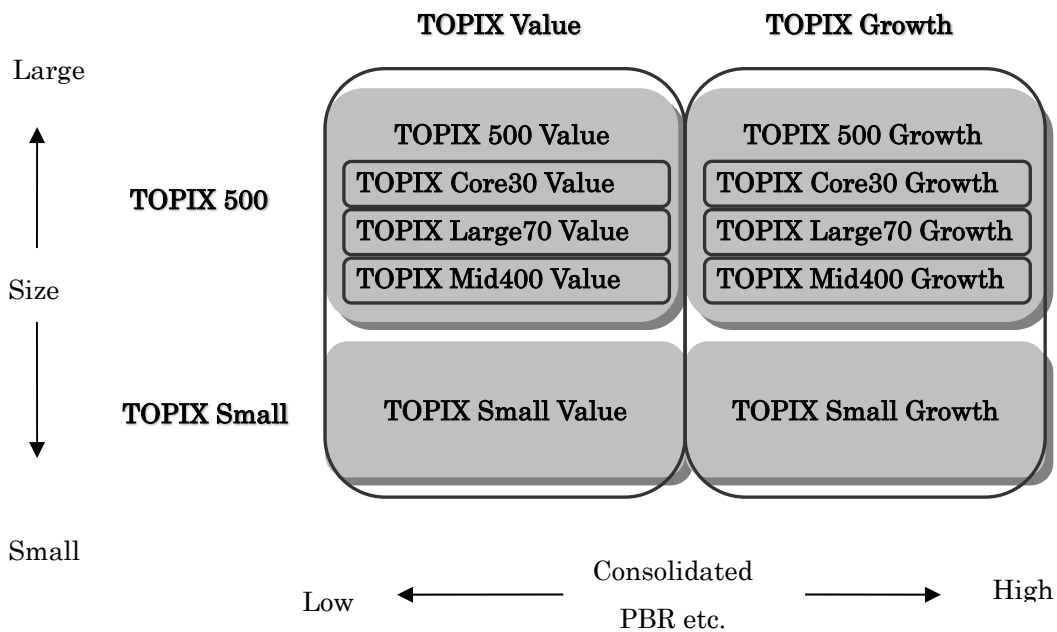 TOPIX Value
TOPIX Growth
Large
TOPIX 500 Value
TOPIX 500 Growth
TOPIX Core30 Value
TOPIX Core30 Growth
TOPIX 500
TOPIX Large70 Value
TOPIX Large70 Growth
TOPIX Mid400 Value
TOPIX Mid400 Growth
Size
TOPIX Small
TOPIX Small Value
TOPIX Small Growth
Small
Low
Consolidated
PBR etc.
High